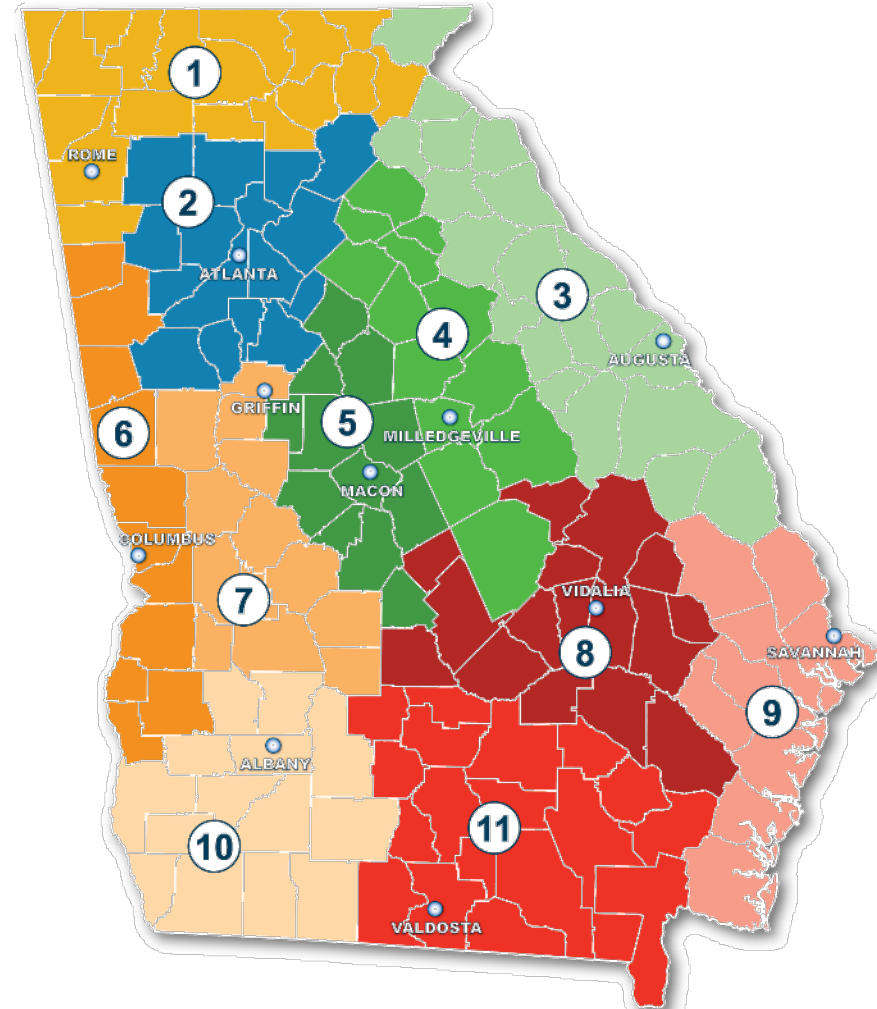 1
ROME
2
ATLANTA
3
4
AUGUSTA
GRIFFIN
6
5
MILLEDGEVILLE
MACON
COLUMBUS
7
VIDALIA
8
SAVANNAH
9
ALBANY
10
11
VALDOSTA